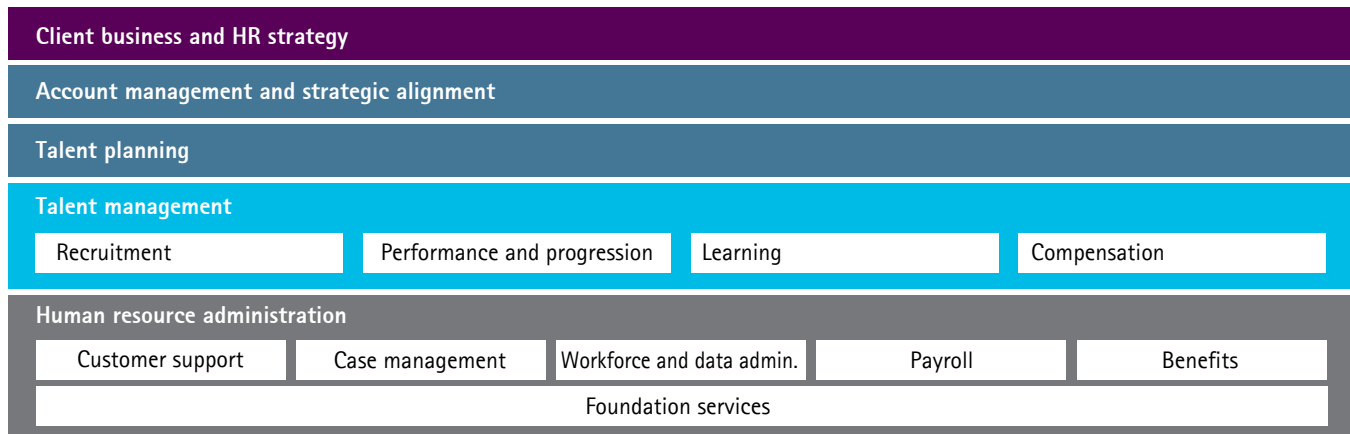 Client business and HR strategy
Account management and strategic alignment
Talent planning
Talent management
Recruitment
Performance and progression
Learning
Compensation
Human resource administration
Customer support
Case management
Workforce and data admin.
Payroll
Benefits
Foundation services